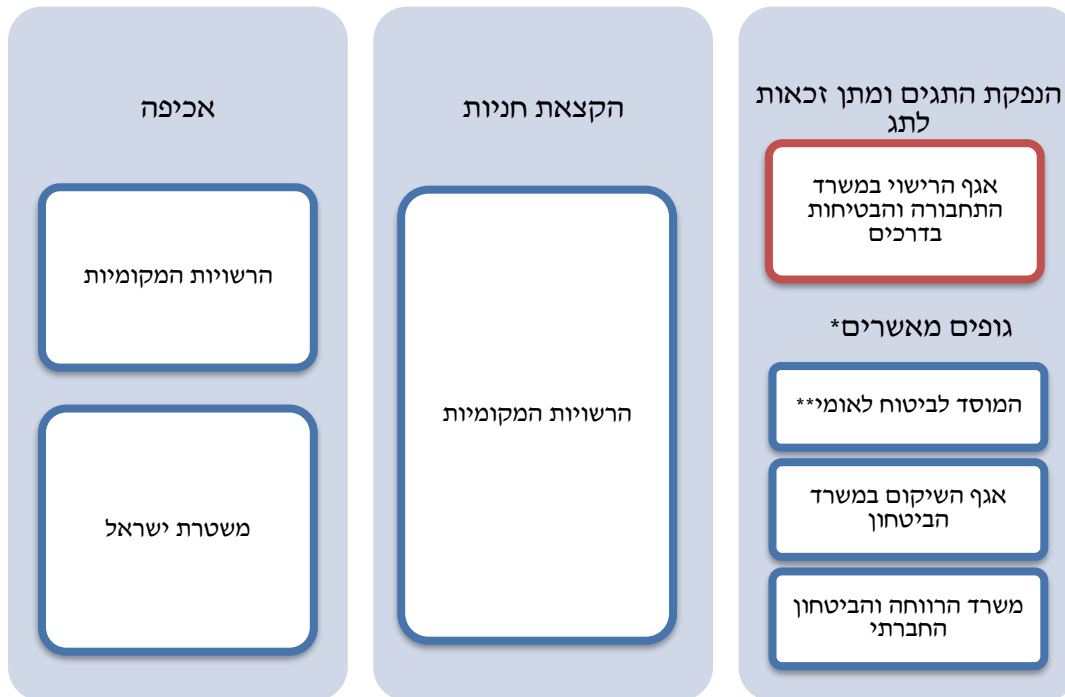 הנפקת התגים ומתן זכאות
לתג
אגף הרישוי במשרד
התחבורה והבטיחות
בדרכים
גופים מאשרים*
המוסד לביטוח לאומי**
אגף השיקום במשרד
הביטחון
משרד הרווחה והביטחון
החברתי
הקצאת חניות
הרשויות המקומיות
אכיפה
הרשויות המקומיות
משטרת ישראל